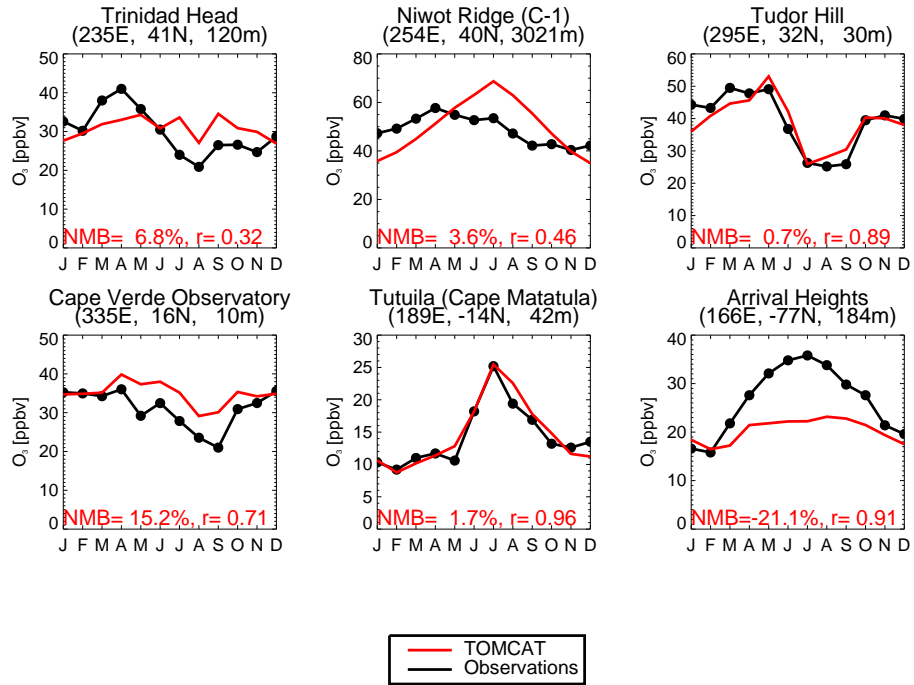 Trinidad Head
(235E, 41N, 120m)
O3 [ppbv]
50
40
30
20
10
0
NMB= 6.8%, r= 0.32
J F M A M J J A S O N D
Niwot Ridge (C-1)
(254E, 40N, 3021m)
O3 [ppbv]
80
60
40
20
0
NMB= 3.6%, r= 0.46
J F M A M J J A S O N D
Tudor Hill
(295E, 32N, 30m)
O3 [ppbv]
60
50
40
30
20
10
0
NMB= 0.7%, r= 0.89
J F M A M J J A S O N D
Cape Verde Observatory
(335E, 16N, 10m)
O3 [ppbv]
50
40
30
20
10
0
NMB= 15.2%, r= 0.71
J F M A M J J A S O N D
Tutuila (Cape Matatula)
(189E, -14N, 42m)
O3 [ppbv]
30
25
20
15
10
5
0
NMB= 1.7%, r= 0.96
J F M A M J J A S O N D
Arrival Heights
(166E, -77N, 184m)
O3 [ppbv]
40
30
20
10
0
NMB=-21.1%, r= 0.91
J F M A M J J A S O N D
TOMCAT
Observations